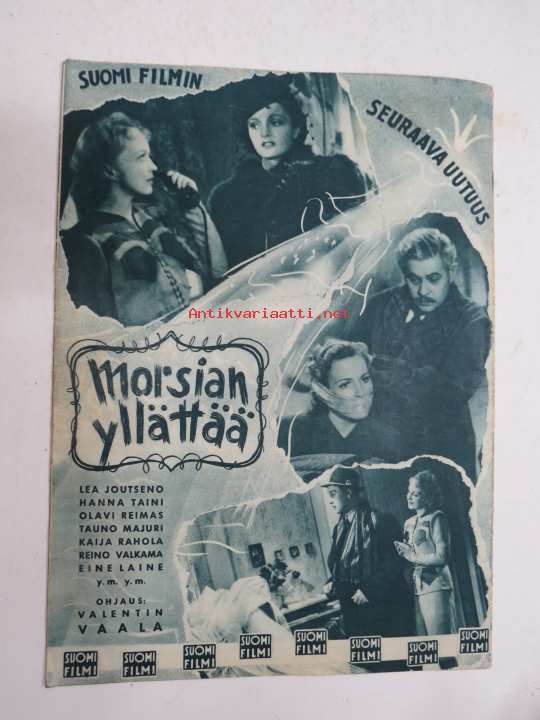 SUOMI FILMIN
SEURAAVA UUTUUS
Antikvariaatti.net
Morsian
yllättää
LEA JOUTSENO
HANNA TAINI
OLAVI REIMAS
TAUNO MAJURI
KAIJA RAHOLA
REINO VALKAMA
EINE LAINE
y.m. y.m.
OHJAUS:
VALENTIN
VAALA
SUOMI FILMI SUOMI FILMI SUOMI FILMI SUOMI FILMI SUOMI FILMI SUOMI FILMI SUOMI FILMI SUOMI FILMI